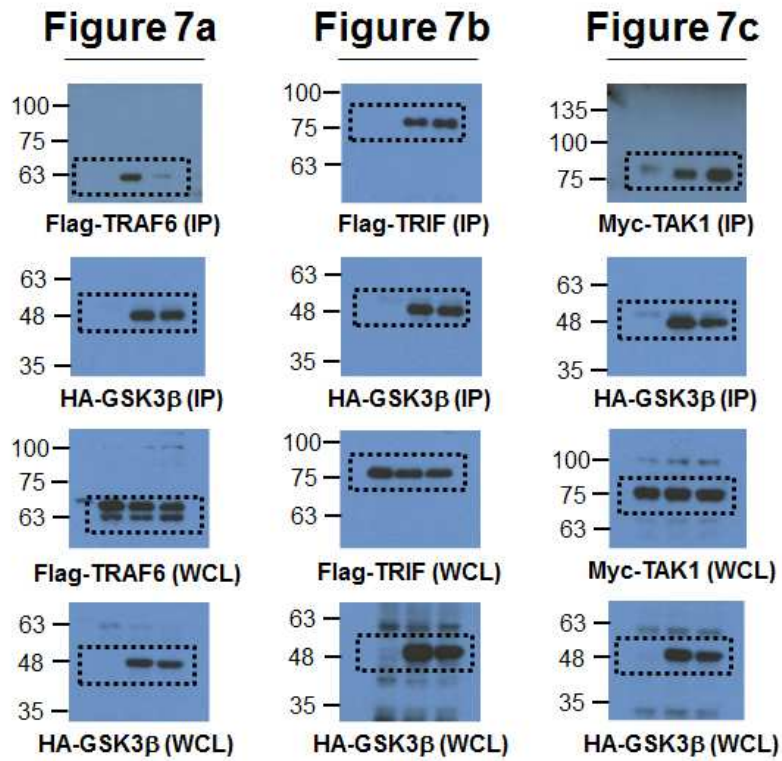 Figure 7a
100
75
63
Flag-TRAF6 (IP)
63
48
35
HA-GSK3β (IP)
100
75
63
Flag-TRAF6 (WCL)
63
48
35
HA-GSK3β (WCL)
Figure 7b
100
75
63
Flag-TRIF (IP)
63
48
35
HA-GSK3β (IP)
100
75
63
Flag-TRIF (WCL)
63
48
35
HA-GSK3β (WCL)
Figure 7c
135
100
75
Myc-TAK1 (IP)
63
48
35
HA-GSK3β (IP)
100
75
63
Myc-TAK1 (WCL)
63
48
35
HA-GSK3β (WCL)